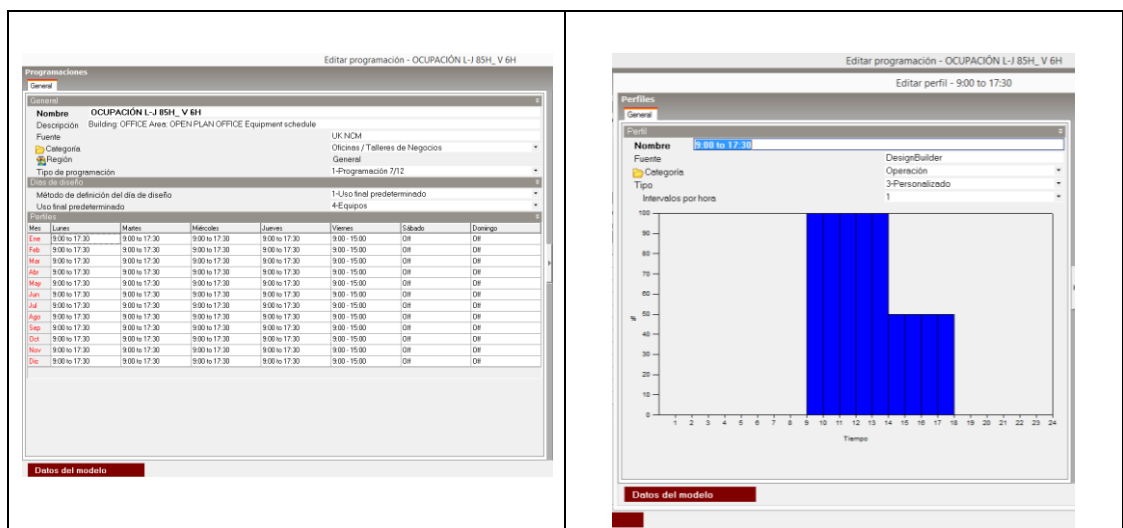 Editar programación - OCUPACIÓN L-J 85H_ V 6H
Programaciones
General
General
Nombre OCUPACIÓN L-J 85H_ V 6H
Descripción Building: OFFICE Area: OPEN PLAN OFFICE Equipment schedule
Fuente UK NCM
Categoría Oficinas / Talleres de Negocios
Región General
Tipo de programación 1-Programación 7/12
Días de diseño
Método de definición del día de diseño 1-Uso final predeterminado
Uso final predeterminado 4-Equipos
Perfiles
Mes Lunes Martes Miércoles Jueves Viernes Sábado Domingo
Ene 9:00 to 17:30 9:00 to 17:30 9:00 to 17:30 9:00 to 17:30 9:00 - 15:00 Off Off
Feb 9:00 to 17:30 9:00 to 17:30 9:00 to 17:30 9:00 to 17:30 9:00 - 15:00 Off Off
Mar 9:00 to 17:30 9:00 to 17:30 9:00 to 17:30 9:00 to 17:30 9:00 - 15:00 Off Off
Abr 9:00 to 17:30 9:00 to 17:30 9:00 to 17:30 9:00 to 17:30 9:00 - 15:00 Off Off
May 9:00 to 17:30 9:00 to 17:30 9:00 to 17:30 9:00 to 17:30 9:00 - 15:00 Off Off
Jun 9:00 to 17:30 9:00 to 17:30 9:00 to 17:30 9:00 to 17:30 9:00 - 15:00 Off Off
Jul 9:00 to 17:30 9:00 to 17:30 9:00 to 17:30 9:00 to 17:30 9:00 - 15:00 Off Off
Ago 9:00 to 17:30 9:00 to 17:30 9:00 to 17:30 9:00 to 17:30 9:00 - 15:00 Off Off
Sep 9:00 to 17:30 9:00 to 17:30 9:00 to 17:30 9:00 to 17:30 9:00 - 15:00 Off Off
Oct 9:00 to 17:30 9:00 to 17:30 9:00 to 17:30 9:00 to 17:30 9:00 - 15:00 Off Off
Nov 9:00 to 17:30 9:00 to 17:30 9:00 to 17:30 9:00 to 17:30 9:00 - 15:00 Off Off
Dic 9:00 to 17:30 9:00 to 17:30 9:00 to 17:30 9:00 to 17:30 9:00 - 15:00 Off Off
Datos del modelo
Editar programación - OCUPACIÓN L-J 85H_ V 6H
Editar perfil - 9:00 to 17:30
Perfiles
General
Perfil
Nombre 9:00 to 17:30
Fuente DesignBuilder
Categoría Operación
Tipo 3-Personalizado
Intervalos por hora 1
100
90
80
70
60
50
%
40
30
20
10
0
1 2 3 4 5 6 7 8 9 10 11 12 13 14 15 16 17 18 19 20 21 22 23 24
Tiempo
Datos del modelo